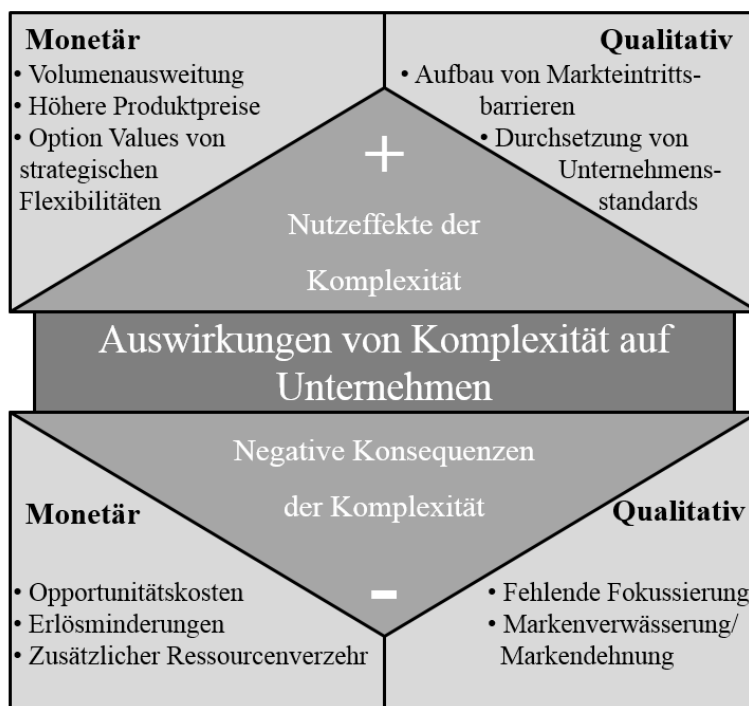 Monetär
• Volumenausweitung
• Höhere Produktpreise
• Option Values von
strategischen
Flexibilitäten
Qualitativ
• Aufbau von Markteintritts-
barrieren
• Durchsetzung von
Unternehmens-
standards
+
Nutzeffekte der
Komplexität
Auswirkungen von Komplexität auf
Unternehmen
Negative Konsequenzen
der Komplexität
-
Monetär
• Opportunitätskosten
• Erlösminderungen
• Zusätzlicher Ressourcenverzehr
Qualitativ
• Fehlende Fokussierung
• Markenverwässerung/
Markendehnung